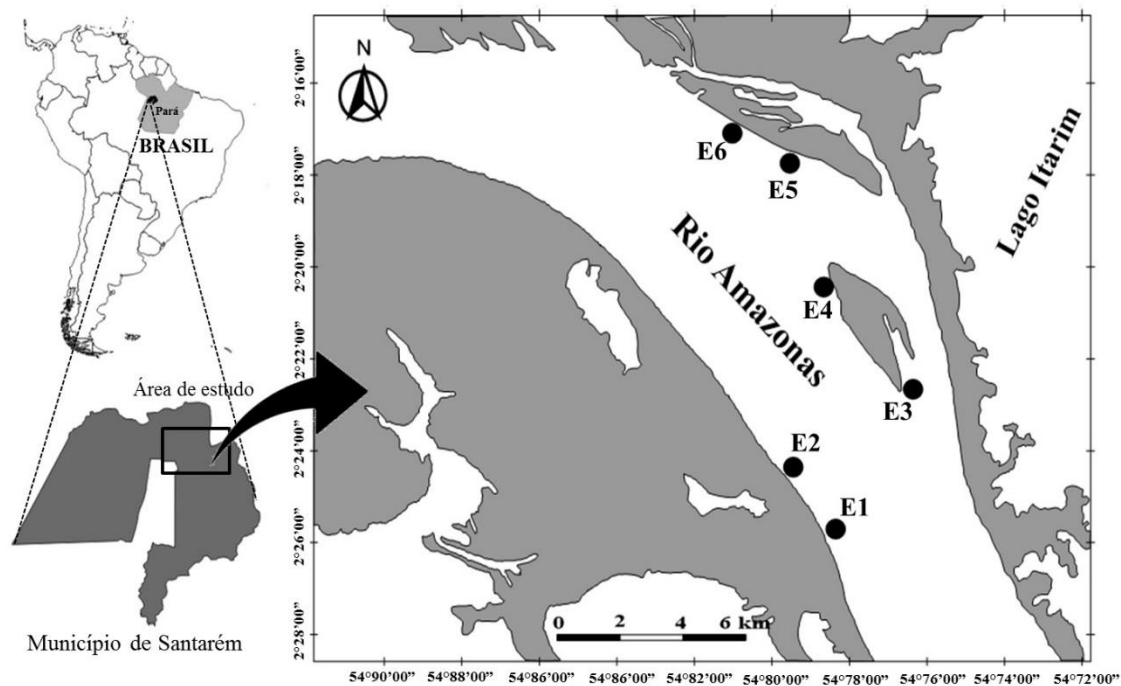 Pará
BRASIL
Área de estudo
Município de Santarém
N
2°16'00”
2°18'00”
2°20'00”
2°22'00”
2°24'00”
2°26'00”
2°28'00”
E6
E5
Rio Amazonas
Lago Itarim
E4
E3
E2
E1
0 2 4 6 km
54°90'00” 54°88'00” 54°86'00” 54°84'00” 54°82'00” 54°80'00” 54°78'00” 54°76'00” 54°74'00” 54°72'00”